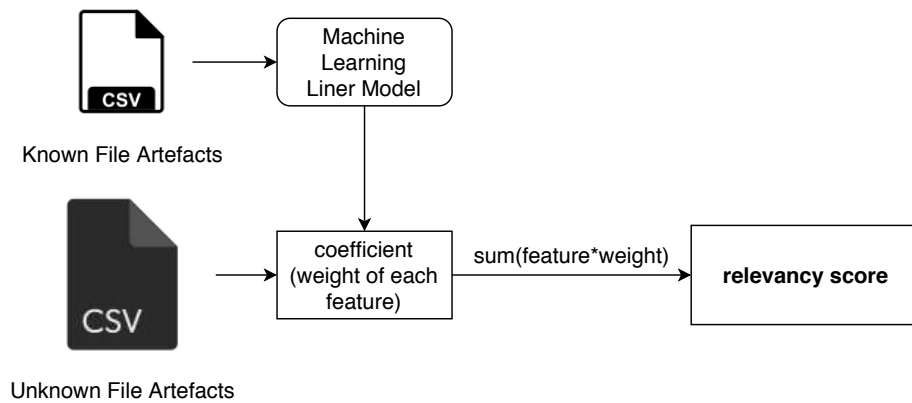 CSV
Machine
Learning
Liner Model
Known File Artefacts
CSV
coefficient
(weight of each
feature)
sum(feature*weight)
relevancy score
Unknown File Artefacts